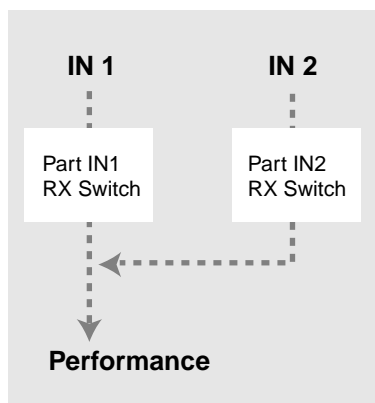 IN 1
IN 2
Part IN1
RX Switch
Part IN2
RX Switch
Performance